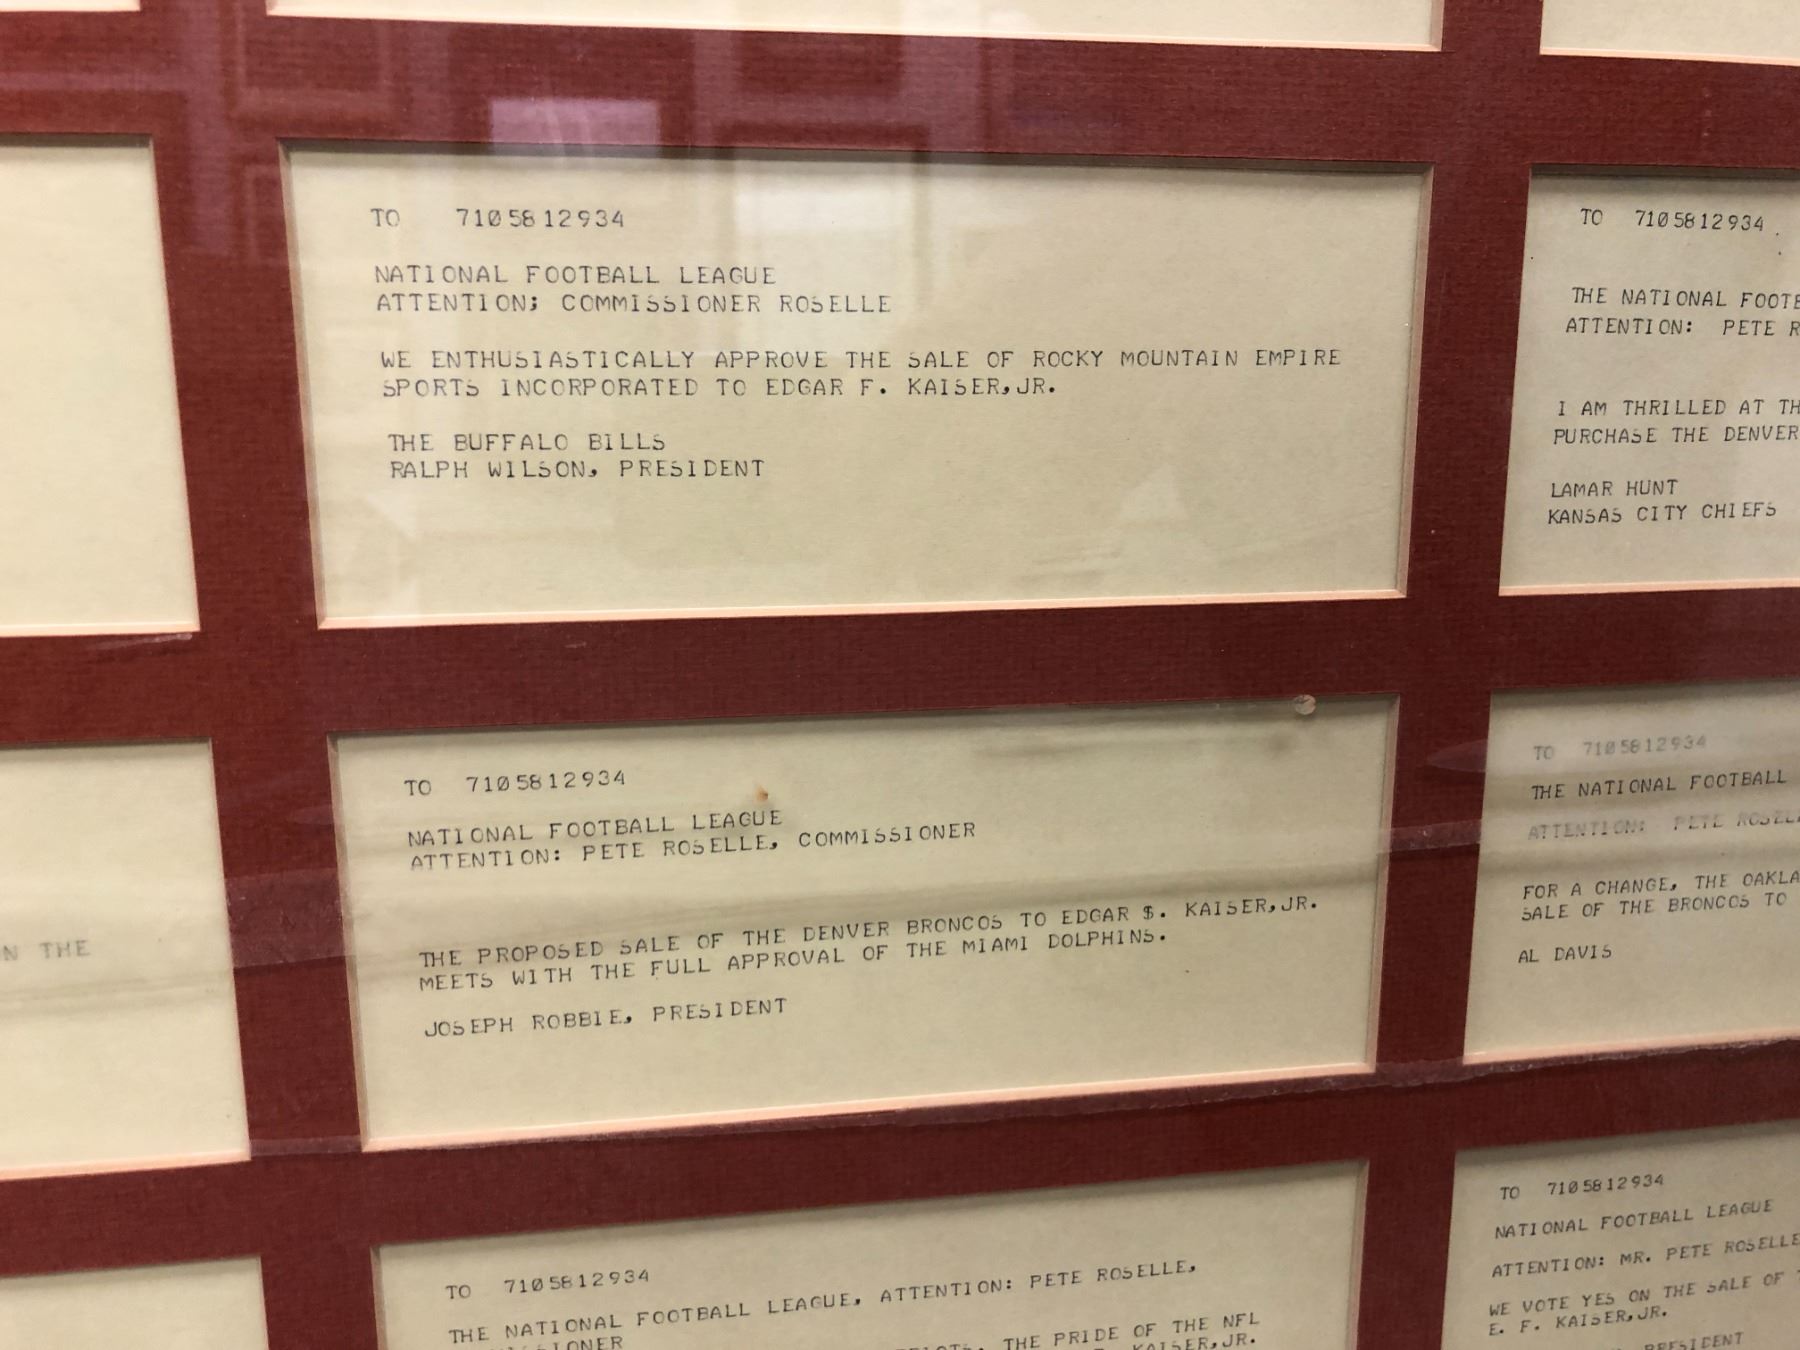 TO 7105812934
NATIONAL FOOTBALL LEAGUE
ATTENTION; COMMISSIONER ROSELLE
WE ENTHUSIASTICALLY APPROVE THE SALE OF ROCKY MOUNTAIN EMPIRE
SPORTS INCORPORATED TO EDGAR F. KAISER,JR.
THE BUFFALO BILLS
RALPH WILSON, PRESIDENT
TO 7105812934
THE NATIONAL
ATTENTION: PETE
I AM THRILLED AT
PURCHASE THE DENVER
LAMAR HUNT
KANSAS CITY CHIEFS
THE
TO 7105812934
NATIONAL FOOTBALL LEAGUE
ATTENTION: PETE ROSELLE, COMMISSIONER
THE PROPOSED SALE OF THE DENVER BRONCOS TO EDGAR $. KAISER,JR.
MEETS WITH THE FULL APPROVAL OF THE MIAMI DOLPHINS.
JOSEPH ROBBIE, PRESIDENT
TO 7105812934
THE NATIONAL FOOTBALL
ATTENTION: PETE
FOR A CHANGE, THE
SALE OF THE BRONCOS TO
AL DAVIS
TO 7105812934
THE NATIONAL FOOTBALL LEAGUE, ATTENTION: PETE ROSELLE,
THE PRIDE OF THE NFL
KAISER,JR.
TO 7105812934
NATIONAL FOOTBALL LEAGUE
ATTENTION: MR. PETE ROSELLE
WE VOTE YES ON THE SALE OF
E. F. KAISER,JR.
PRESIDENT